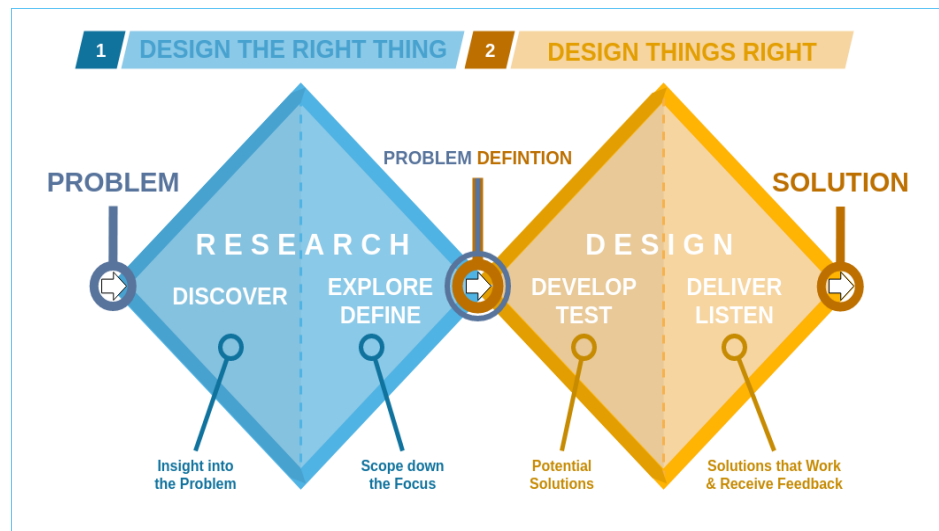 1 DESIGN THE RIGHT THING
2 DESIGN THINGS RIGHT
PROBLEM
PROBLEM DEFINTION
SOLUTION
RESEARCH
DISCOVER
EXPLORE
DEFINE
DESIGN
DEVELOP
TEST
DELIVER
LISTEN
Insight into
the Problem
Scope down
the Focus
Potential
Solutions
Solutions that Work
& Receive Feedback